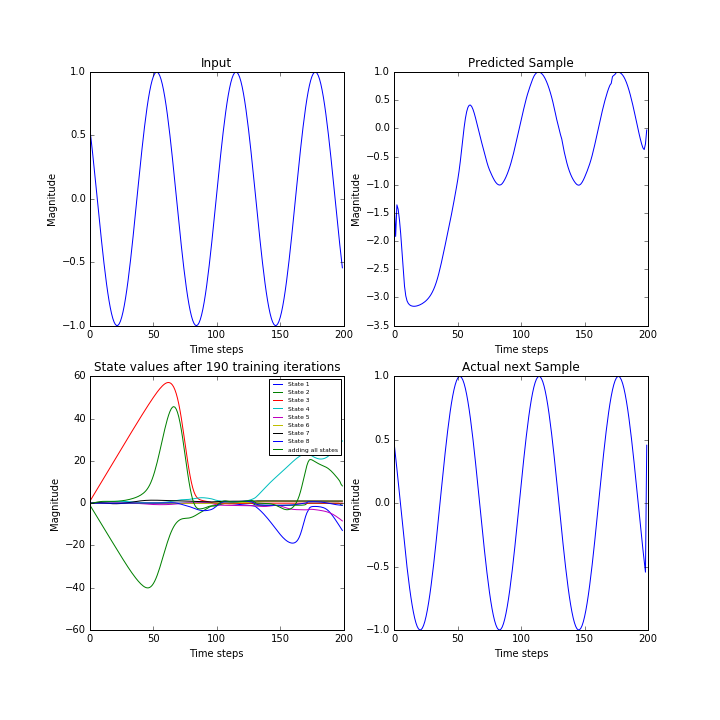 Input
1.0
0.5
0.0
−0.5
−1.0
Magnitude
0 50 100 150 200
Time steps
Predicted Sample
1.0
0.5
0.0
−0.5
−1.0
−1.5
−2.0
−2.5
−3.0
−3.5
Magnitude
0 50 100 150 200
Time steps
State values after 190 training iterations
60
40
20
0
−20
−40
−60
Magnitude
0 50 100 150 200
Time steps
State 1
State 2
State 3
State 4
State 5
State 6
State 7
State 8
adding all states
Actual next Sample
1.0
0.5
0.0
−0.5
−1.0
Magnitude
0 50 100 150 200
Time steps